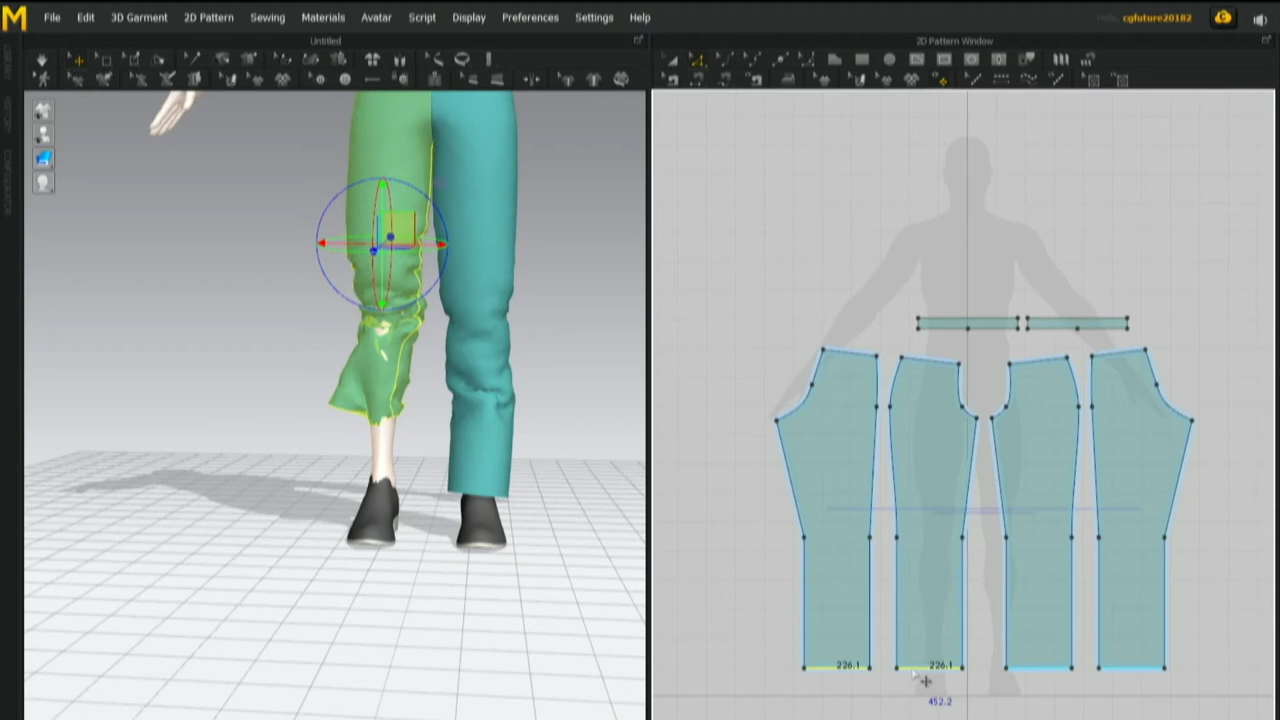 M File Edit 3D Garment 2D Pattern Sewing Materials Avatar Script Display Preferences Settings Help cgfuture20182
Untitled
2D Pattern Window
226.1 226.1
452.2